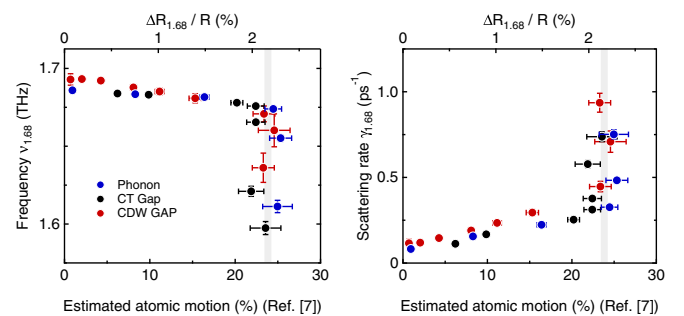 ΔR1.68 / R (%)
0 1 2
1.7
1.6
Frequency ν1.68 (THz)
Phonon
CT Gap
CDW GAP
0 10 20 30
Estimated atomic motion (%) (Ref. [7])
ΔR1.68 / R (%)
0 1 2
1.0
0.5
0
Scattering rate γ1.68 (ps-1)
0 10 20 30
Estimated atomic motion (%) (Ref. [7])